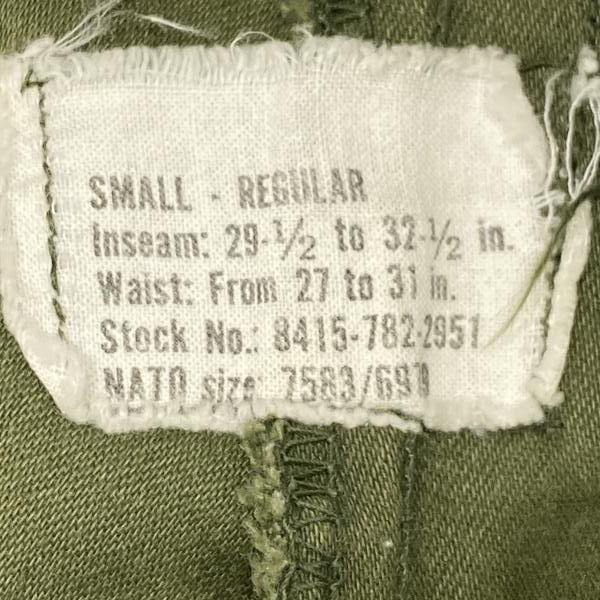 SMALL - REGULAR
Inseam: 29-1/2 to 32-1/2 in.
Waist: From 27 to 31 in.
Stock No.: 8415-782-2951
NATO size: 7583/